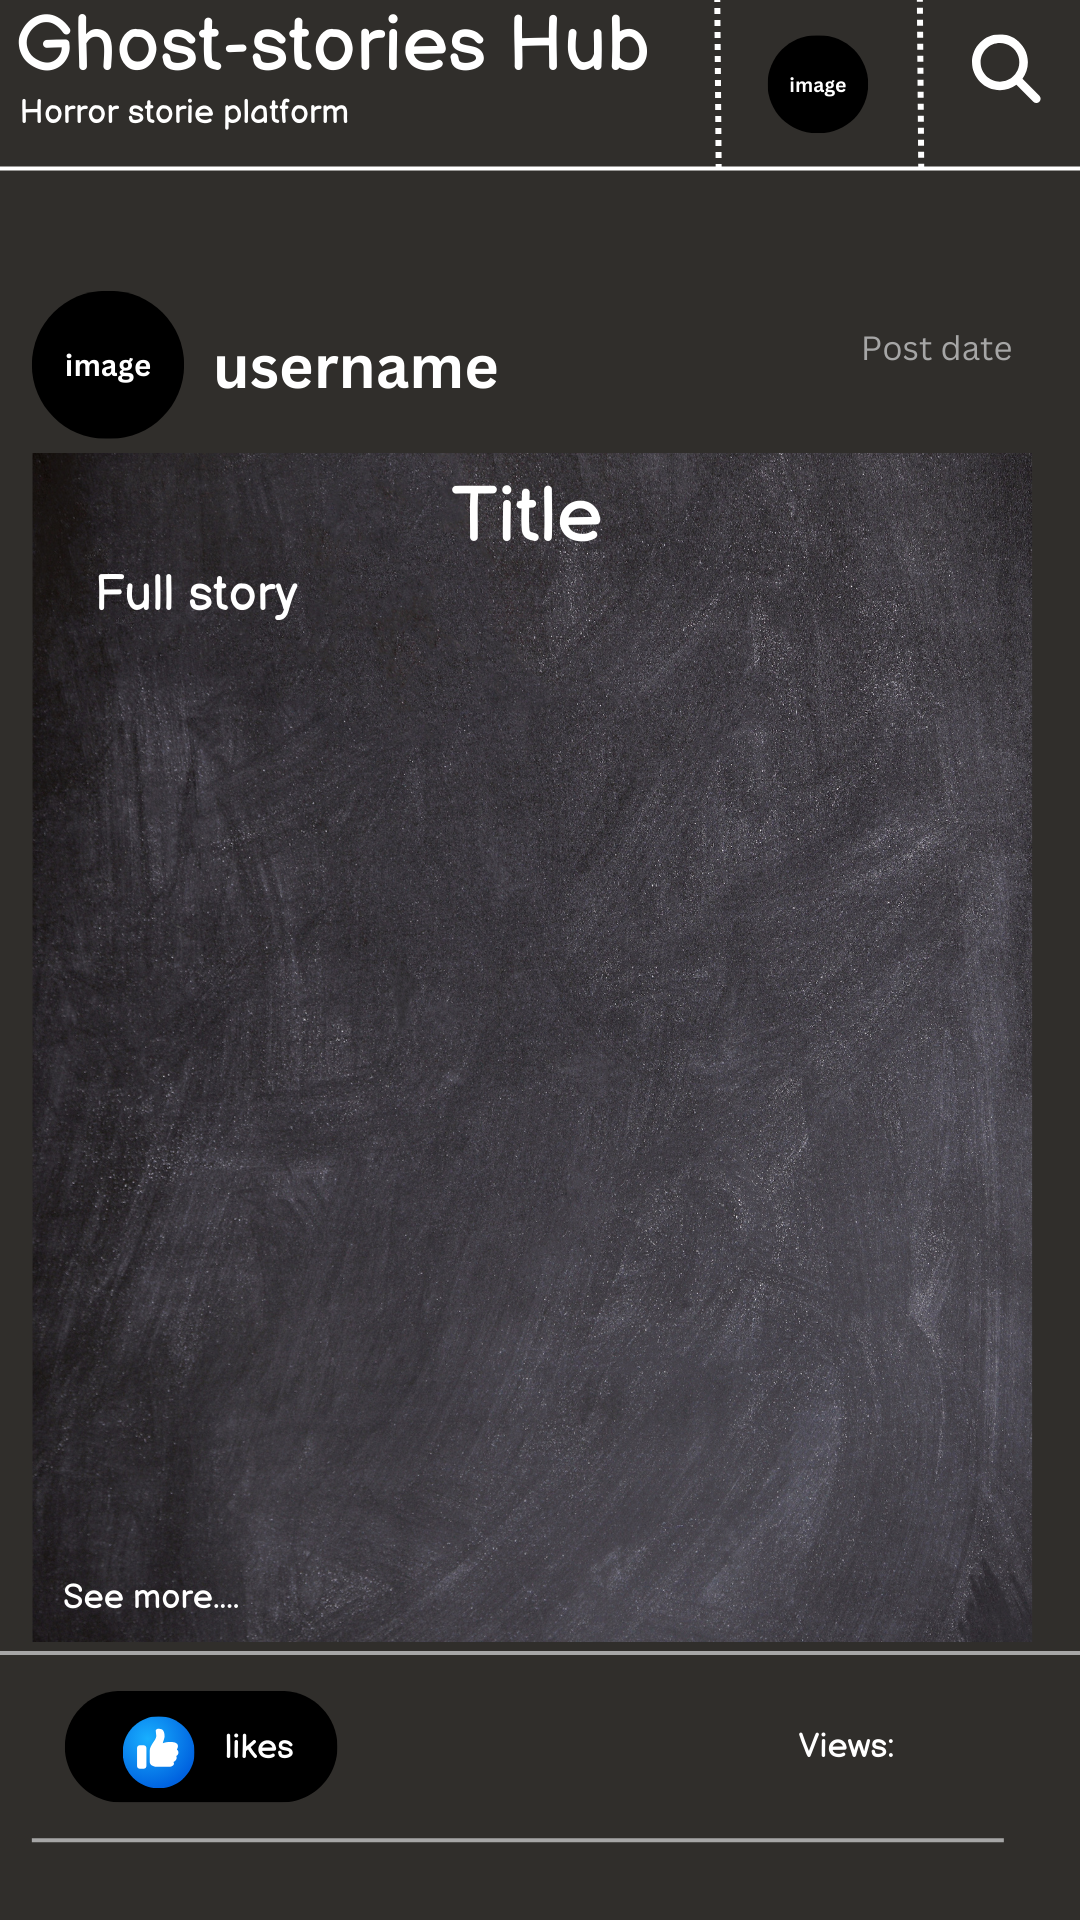 Ghost-stories Hub
Horror storie platform
image
image
username
Post date
Title
Full story
See more....
likes
Views: